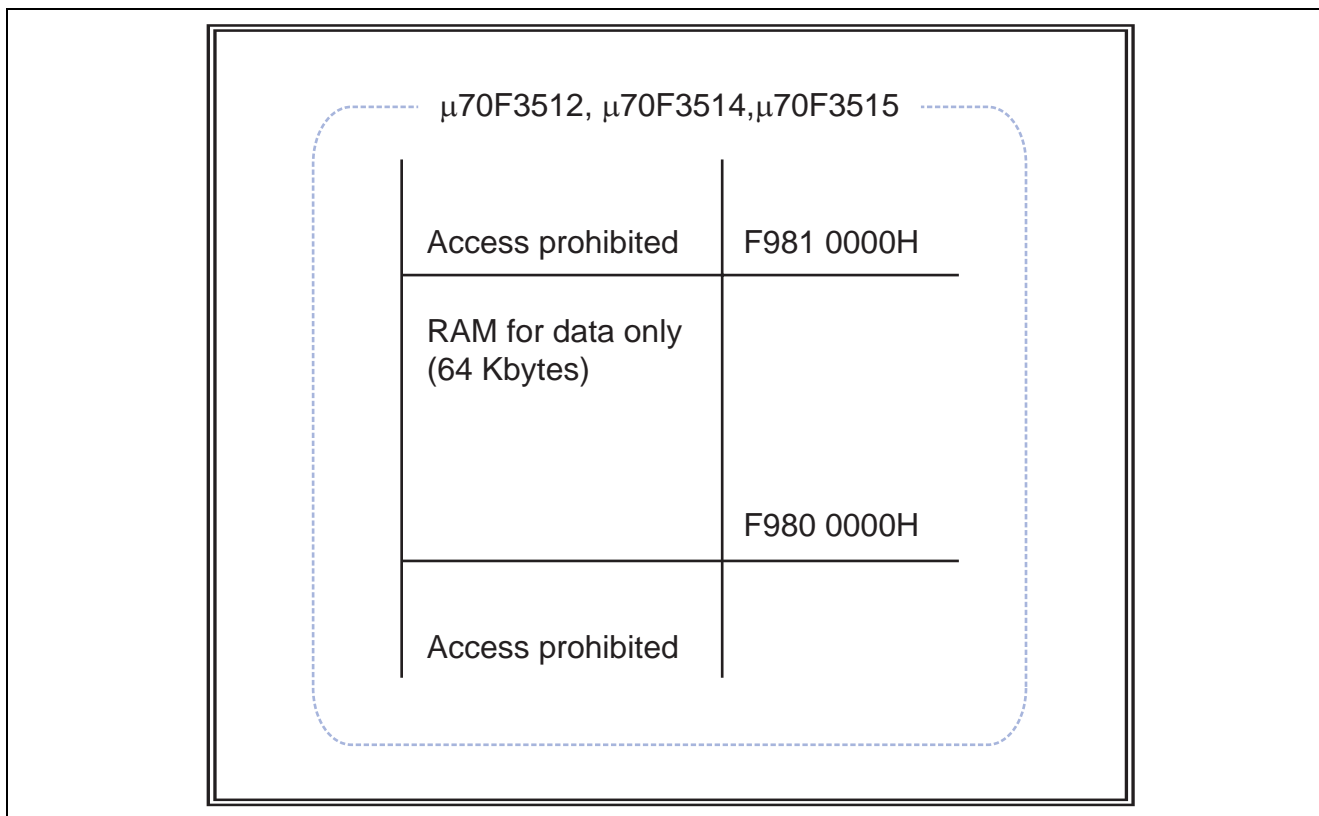 μ70F3512, μ70F3514,μ70F3515
Access prohibited F981 0000H
RAM for data only
(64 Kbytes)
F980 0000H
Access prohibited